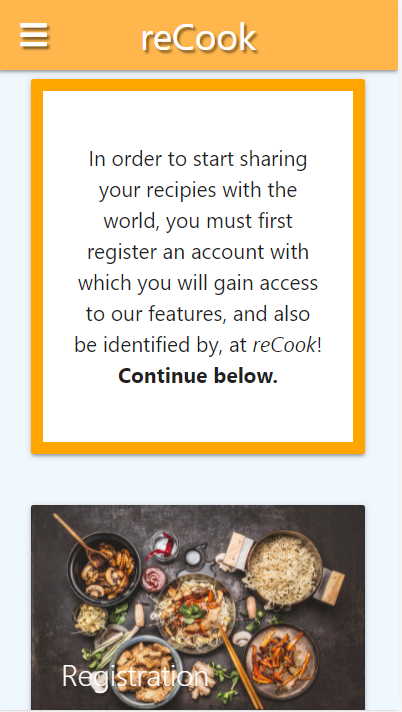 reCook
In order to start sharing
your recipies with the
world, you must first
register an account with
which you will gain access
to our features, and also
be identified by, at reCook!
Continue below.
Registration